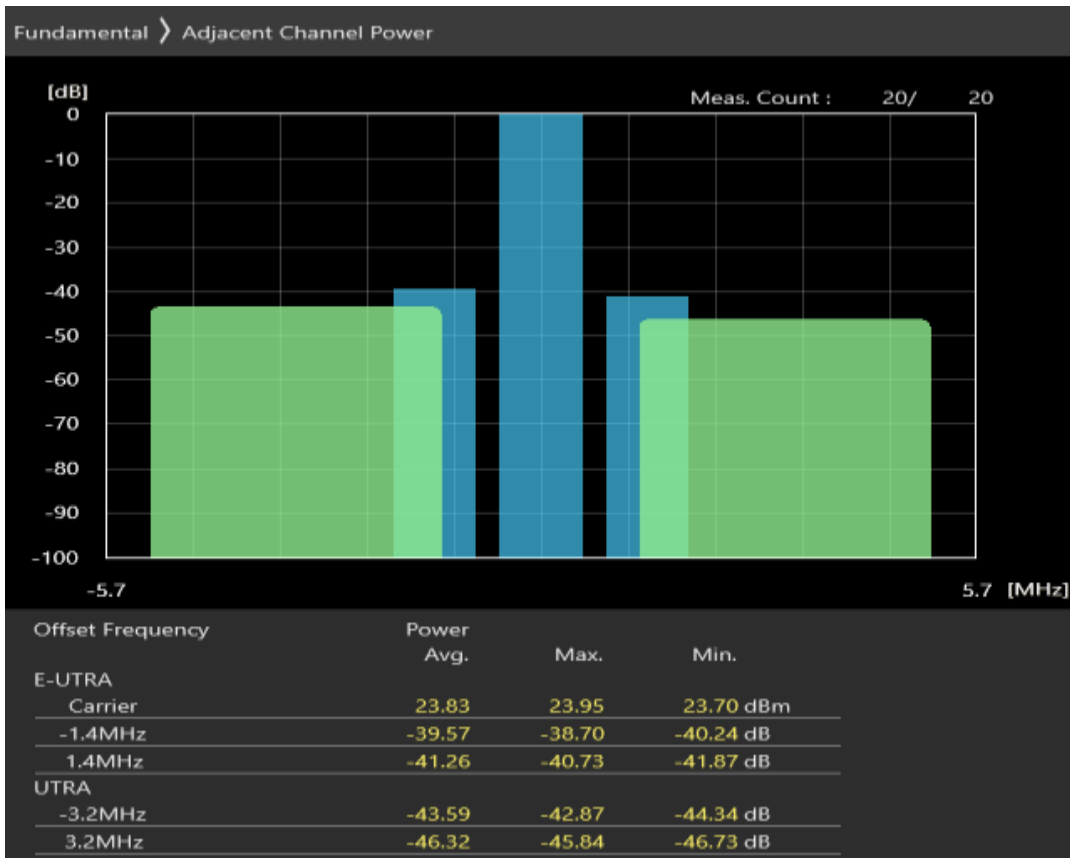 Fundamental 〉 Adjacent Channel Power
[dB]
Meas. Count : 20/ 20
0
-10
-20
-30
-40
-50
-60
-70
-80
-90
-100
-5.7 5.7 [MHz]
Offset Frequency Power
Avg. Max. Min.
E-UTRA
Carrier 23.83 23.95 23.70 dBm
-1.4MHz -39.57 -38.70 -40.24 dB
1.4MHz -41.26 -40.73 -41.87 dB
UTRA
-3.2MHz -43.59 -42.87 -44.34 dB
3.2MHz -46.32 -45.84 -46.73 dB